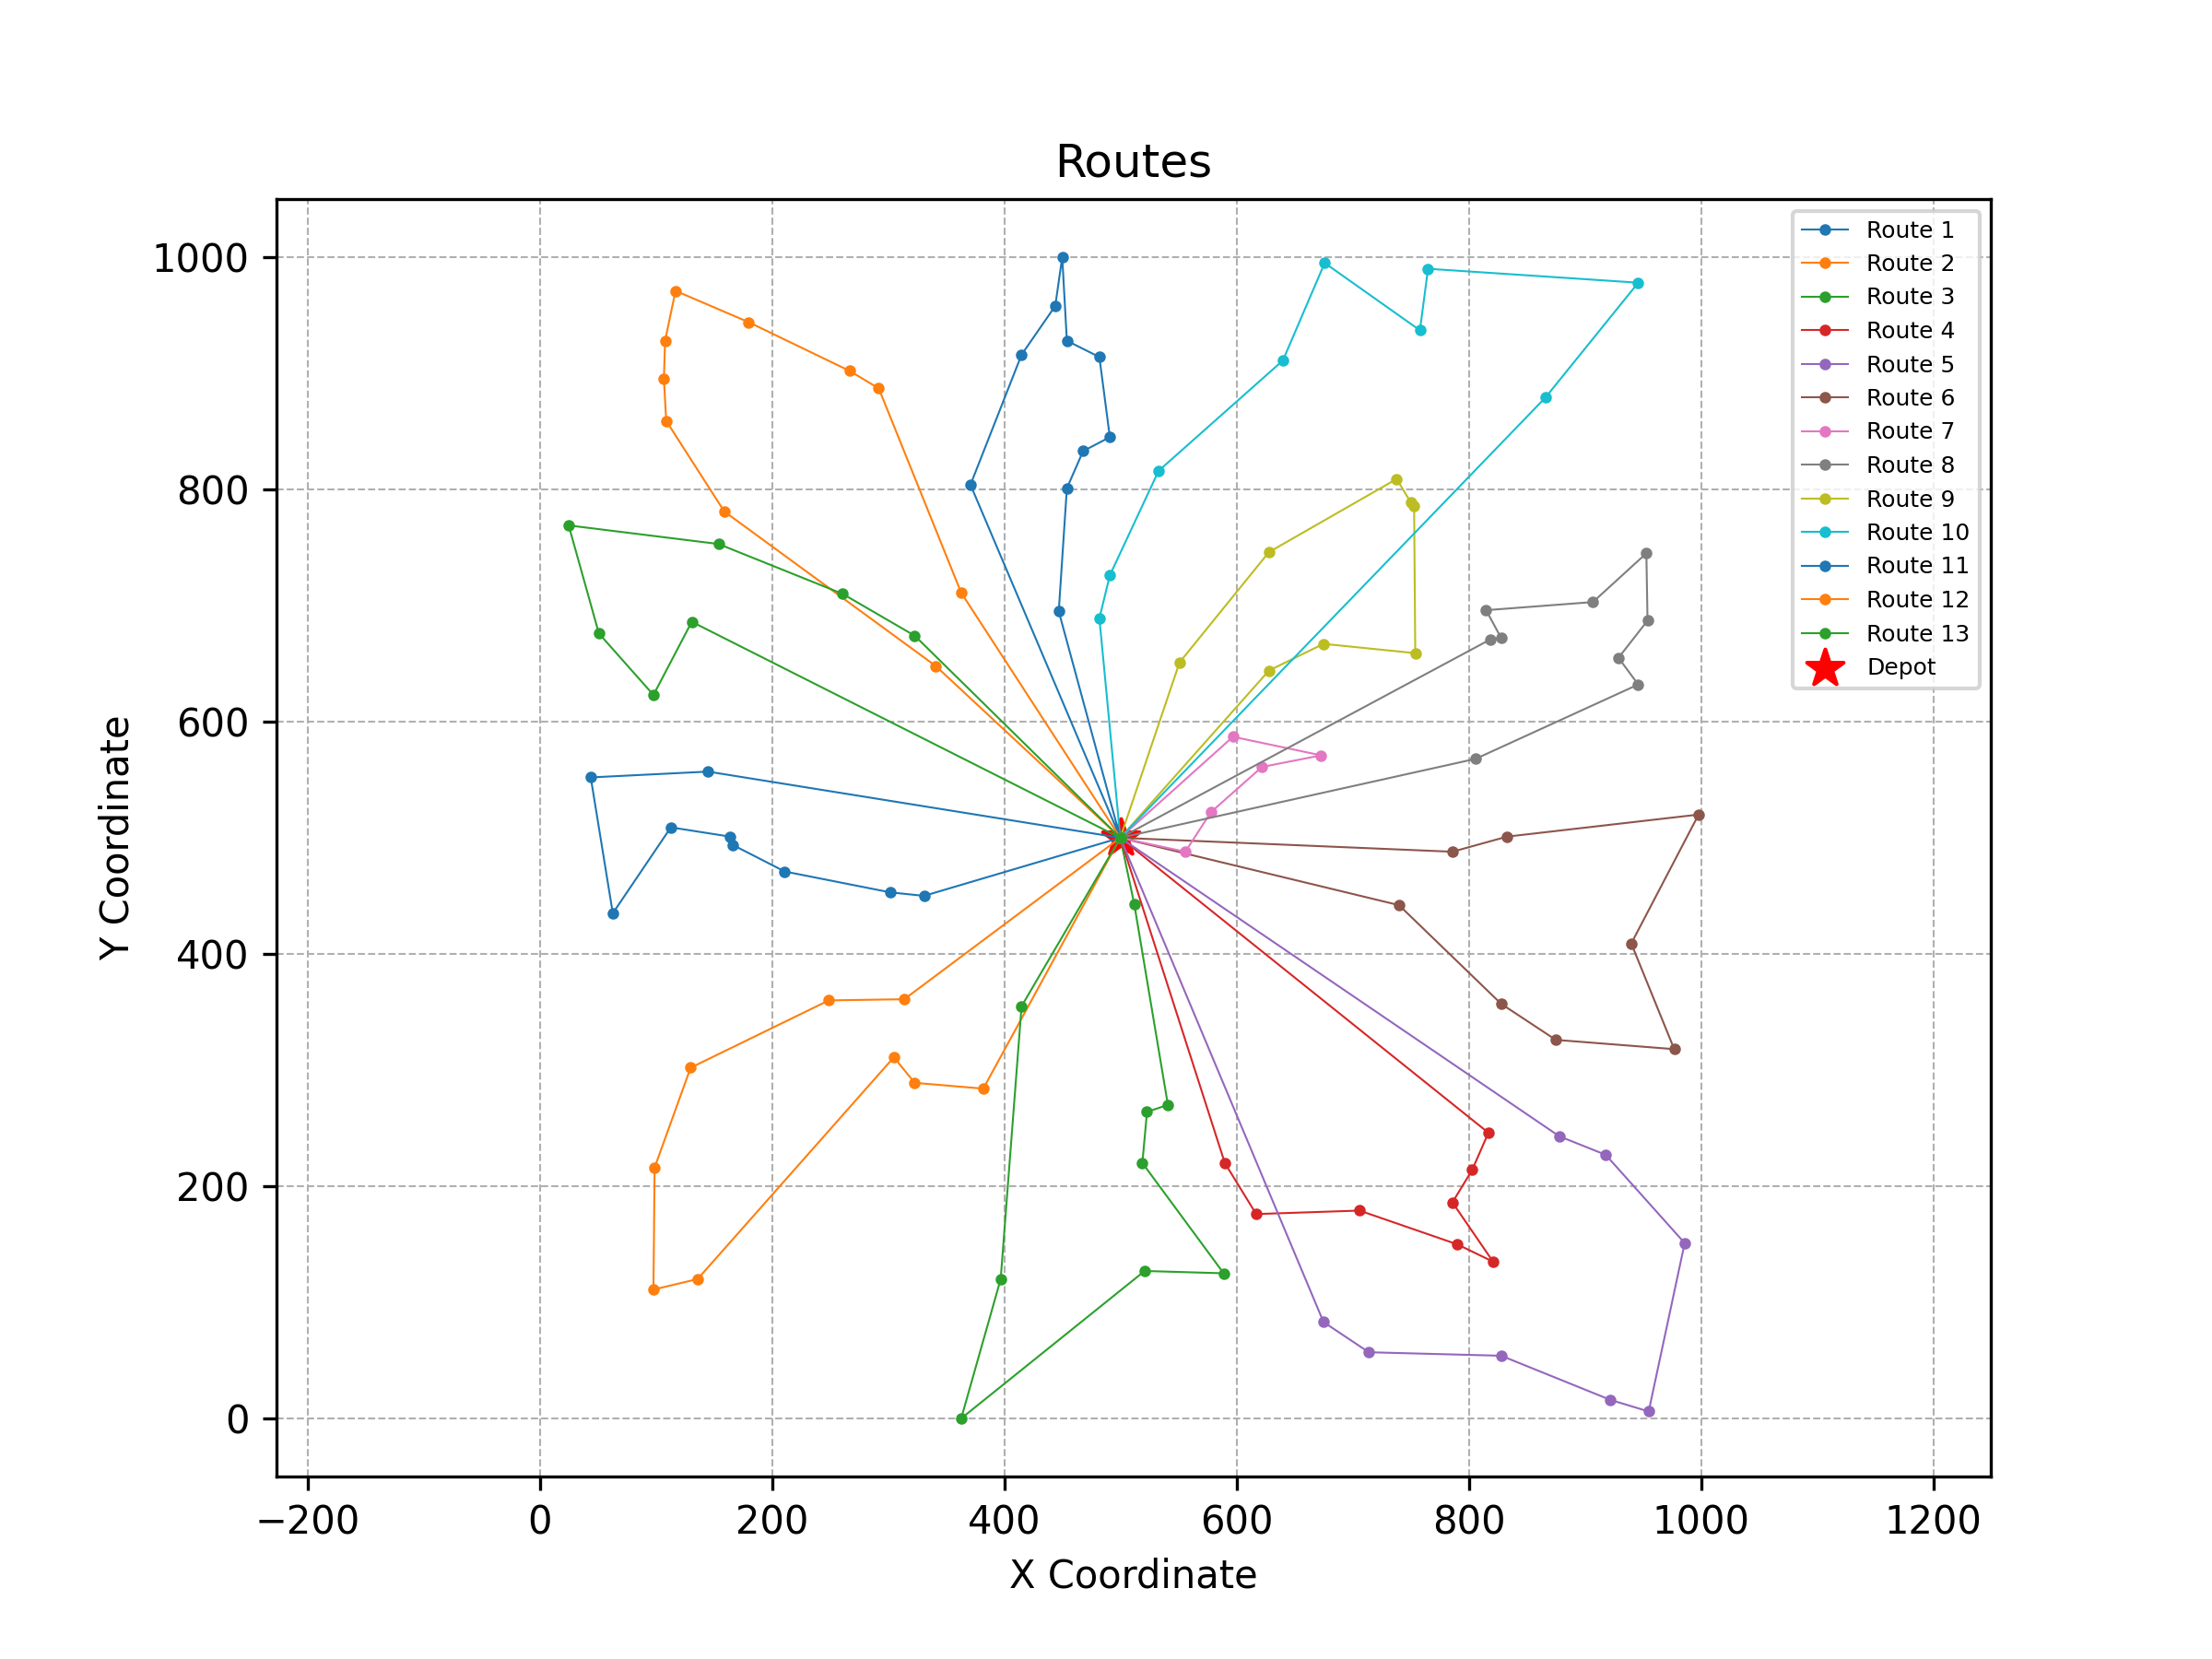 Routes
Route 1
Route 2
Route 3
Route 4
Route 5
Route 6
Route 7
Route 8
Route 9
Route 10
Route 11
Route 12
Route 13
Depot
1000
800
600
400
200
0
Y Coordinate
−200 0 200 400 600 800 1000 1200
X Coordinate